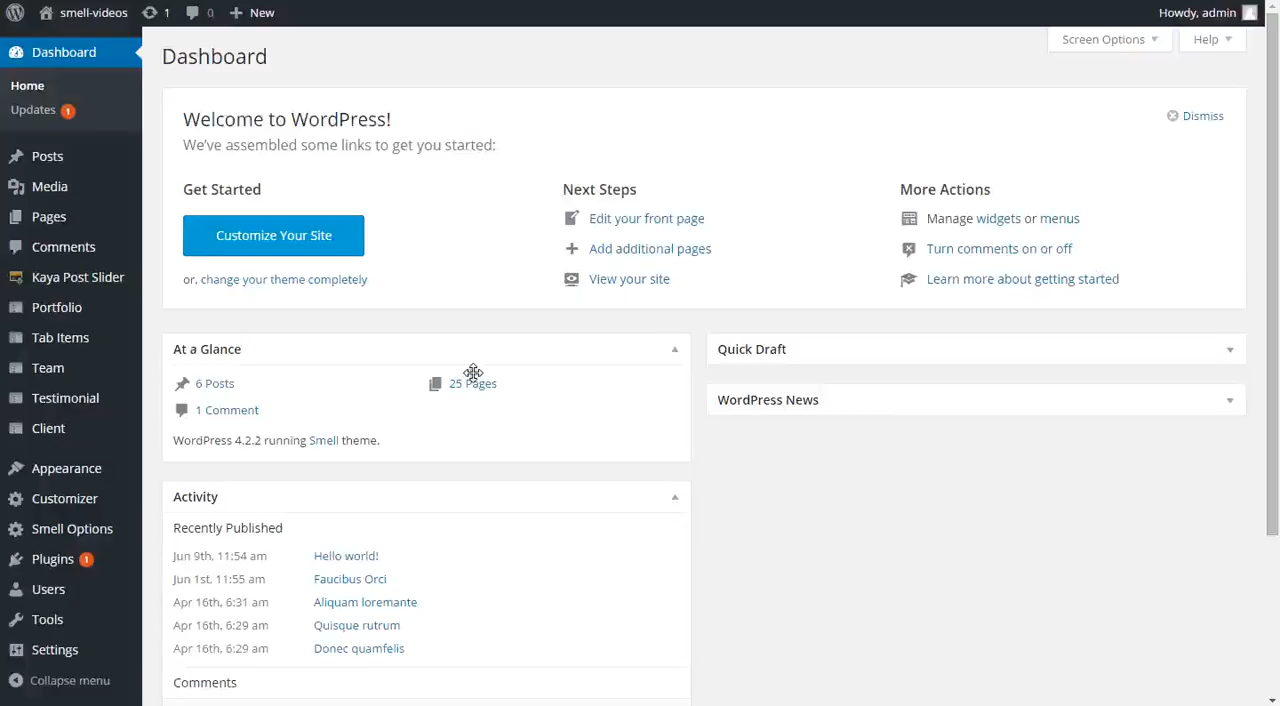 smell-videos 1 0 New Howdy, admin
Dashboard
Home
Updates 1
Posts
Media
Pages
Comments
Kaya Post Slider
Portfolio
Tab Items
Team
Testimonial
Client
Appearance
Customizer
Smell Options
Plugins 1
Users
Tools
Settings
Collapse menu
Screen Options Help
Dashboard
Welcome to WordPress!
Dismiss
We've assembled some links to get you started:
Get Started
Customize Your Site
or, change your theme completely
Next Steps
Edit your front page
Add additional pages
View your site
More Actions
Manage widgets or menus
Turn comments on or off
Learn more about getting started
At a Glance
6 Posts 25 Pages
1 Comment
WordPress 4.2.2 running Smell theme.
Activity
Recently Published
Jun 9th, 11:54 am Hello world!
Jun 1st, 11:55 am Faucibus Orci
Apr 16th, 6:31 am Aliquam loremante
Apr 16th, 6:29 am Quisque rutrum
Apr 16th, 6:29 am Donec quamfelis
Comments
Quick Draft
WordPress News